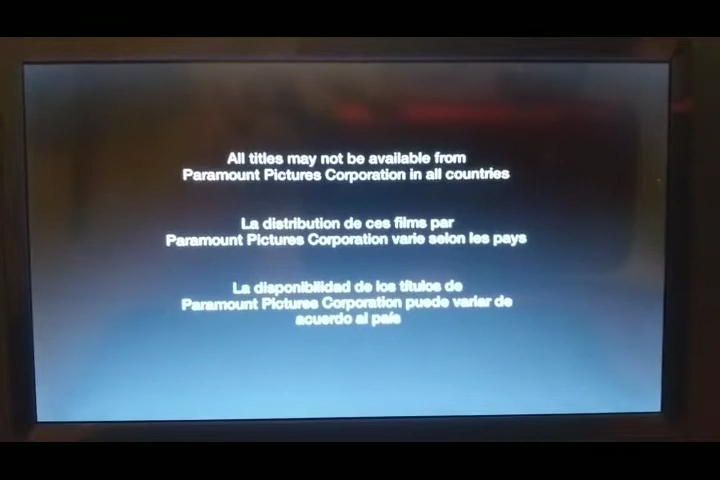 All titles may not be available from
Paramount Pictures Corporation in all countries
La distribution de ces films par
Paramount Pictures Corporation varie selon les pays
La disponibilidad de los títulos de
Paramount Pictures Corporation puede variar de
acuerdo al país